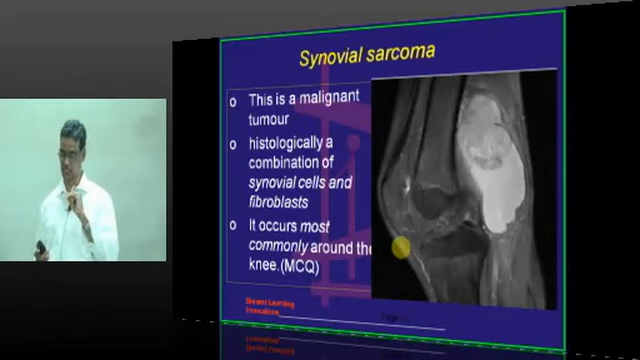 Synovial sarcoma
o This is a malignant
tumour
o histologically a
combination of
synovial cells and
fibroblasts
o It occurs most
commonly around the
knee.(MCQ)
Learning
Innovations